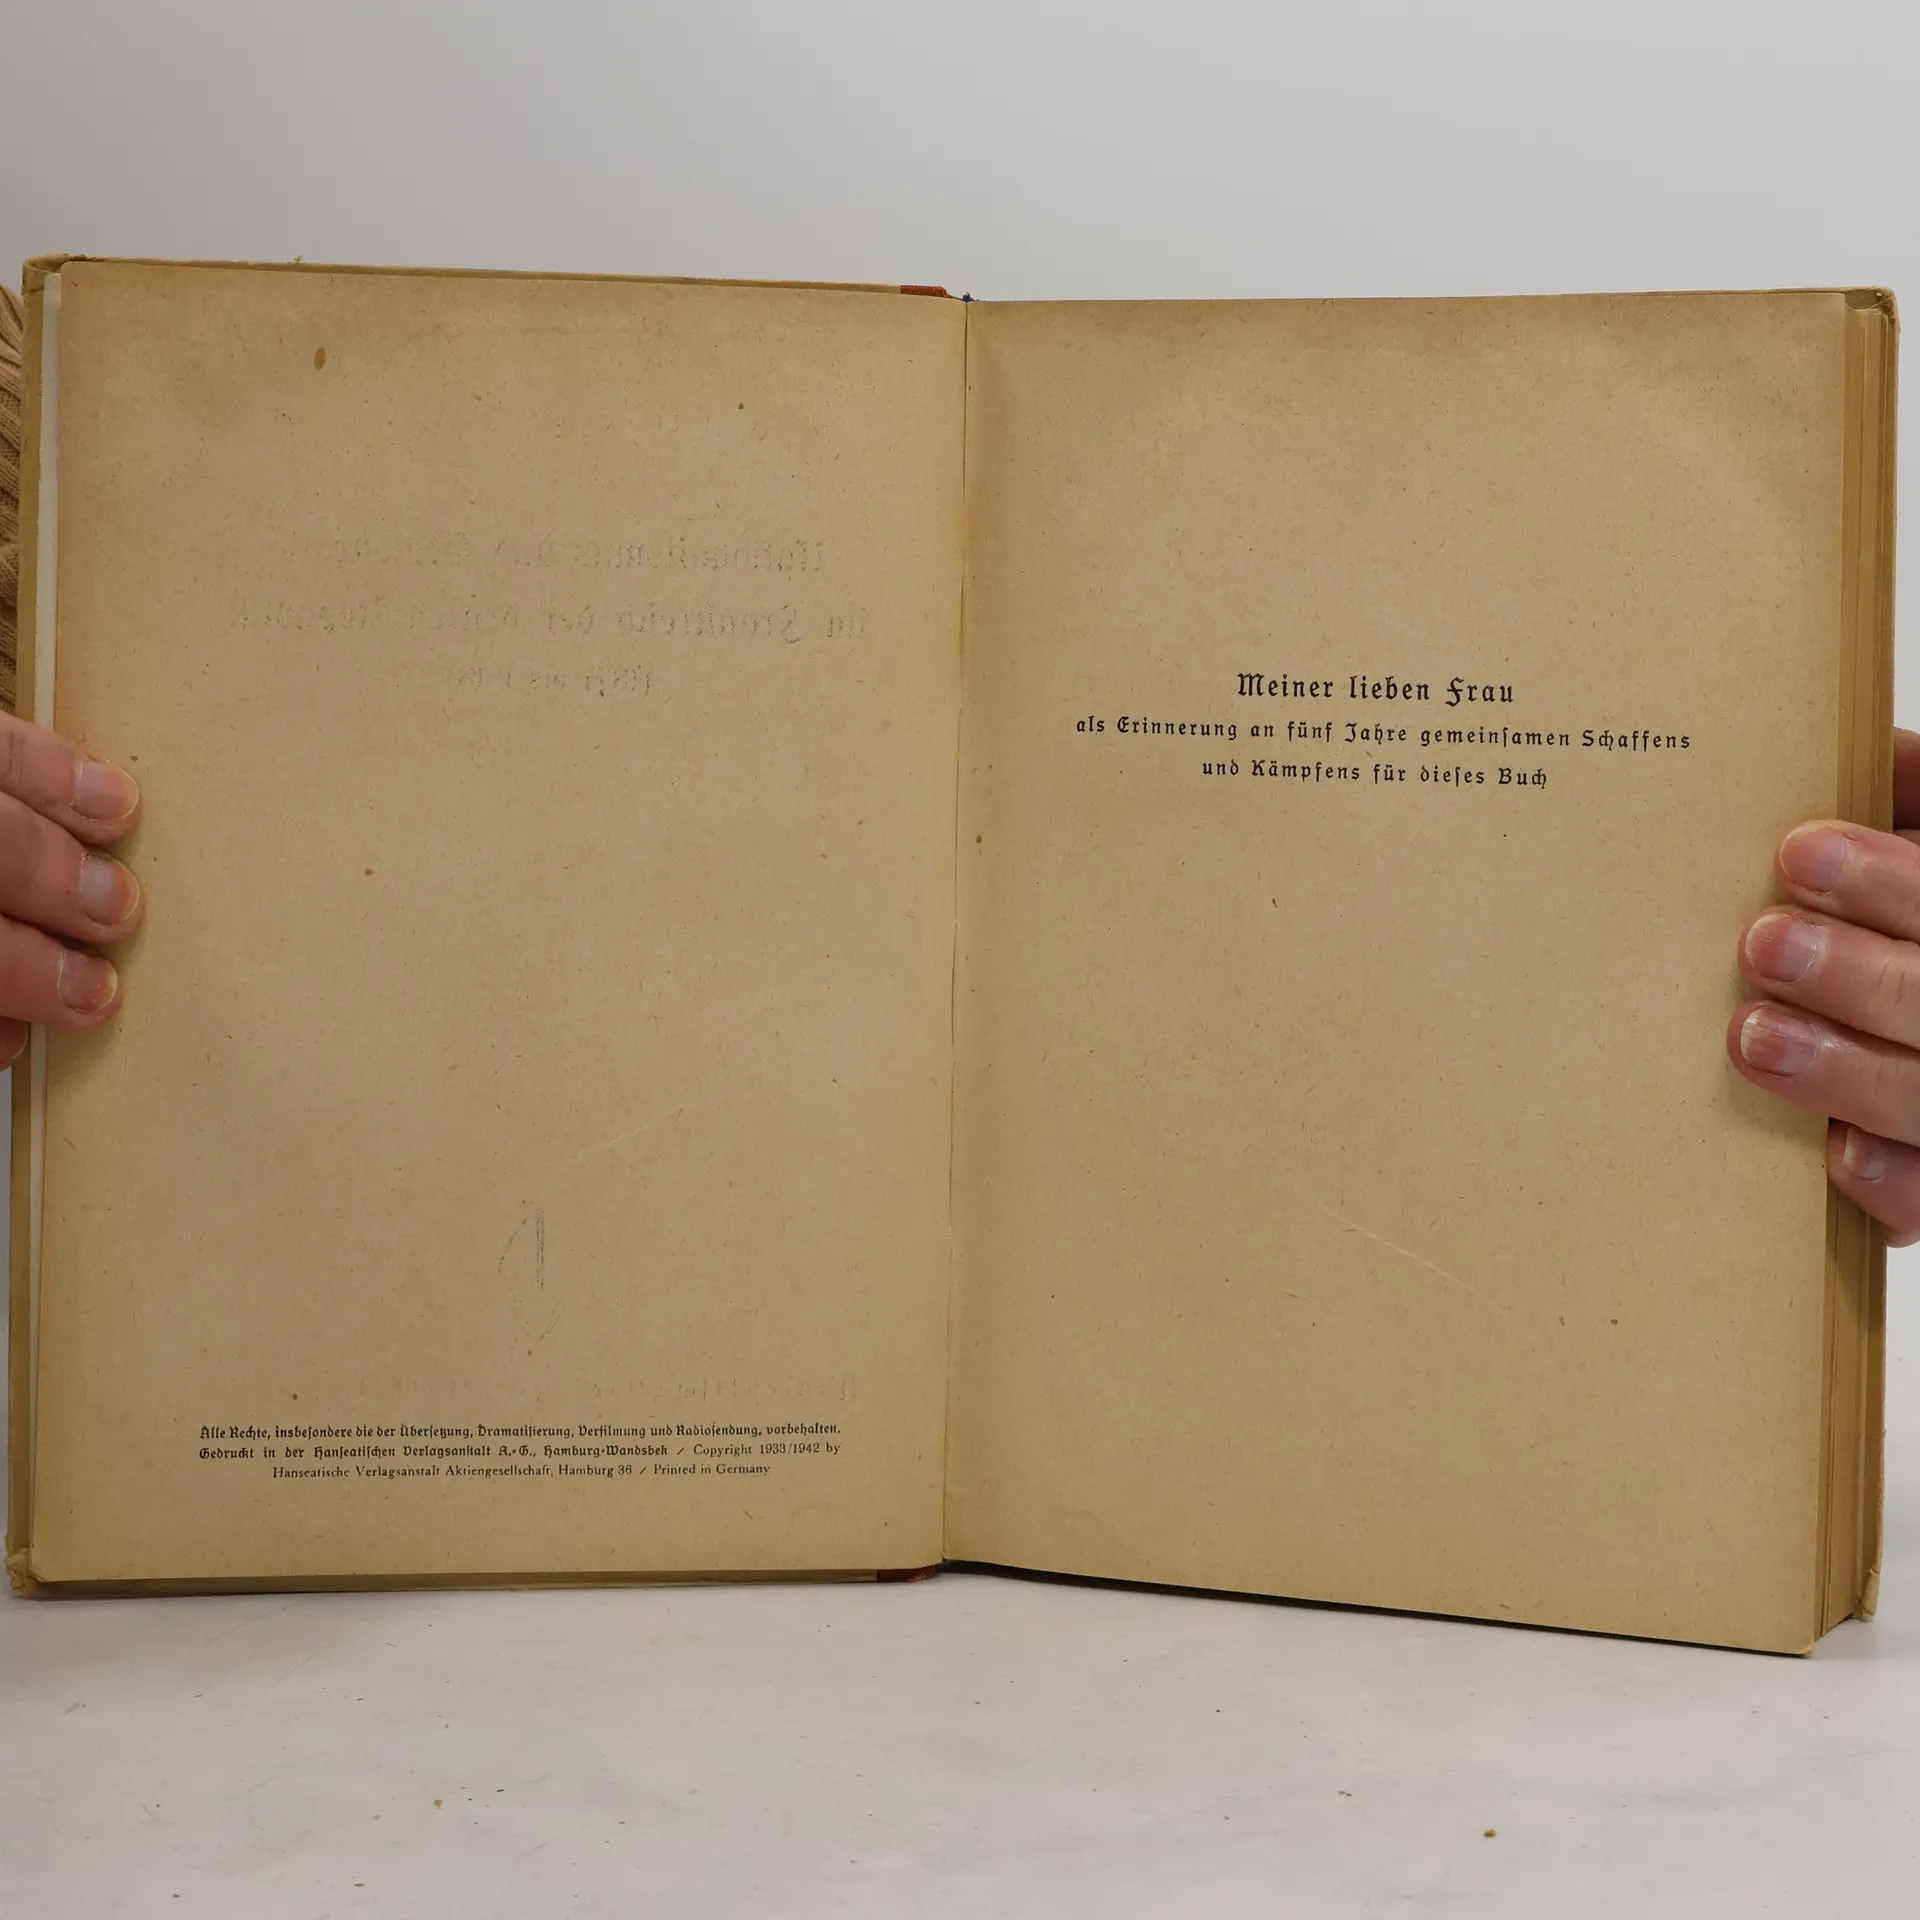 Alle Rechte, insbesondere die der Übersetzung, Dramatisierung, Verfilmung und Radiosendung, vorbehalten.
Gedruckt in der Hanseatischen Verlagsanstalt A.-G., Hamburg-Wandsbek / Copyright 1933/1942 by
Hanseatische Verlagsanstalt Aktiengesellschaft, Hamburg 36 / Printed in Germany
Meiner lieben Frau
als Erinnerung an fünf Jahre gemeinsamen Schaffens
und Kämpfens für dieses Buch